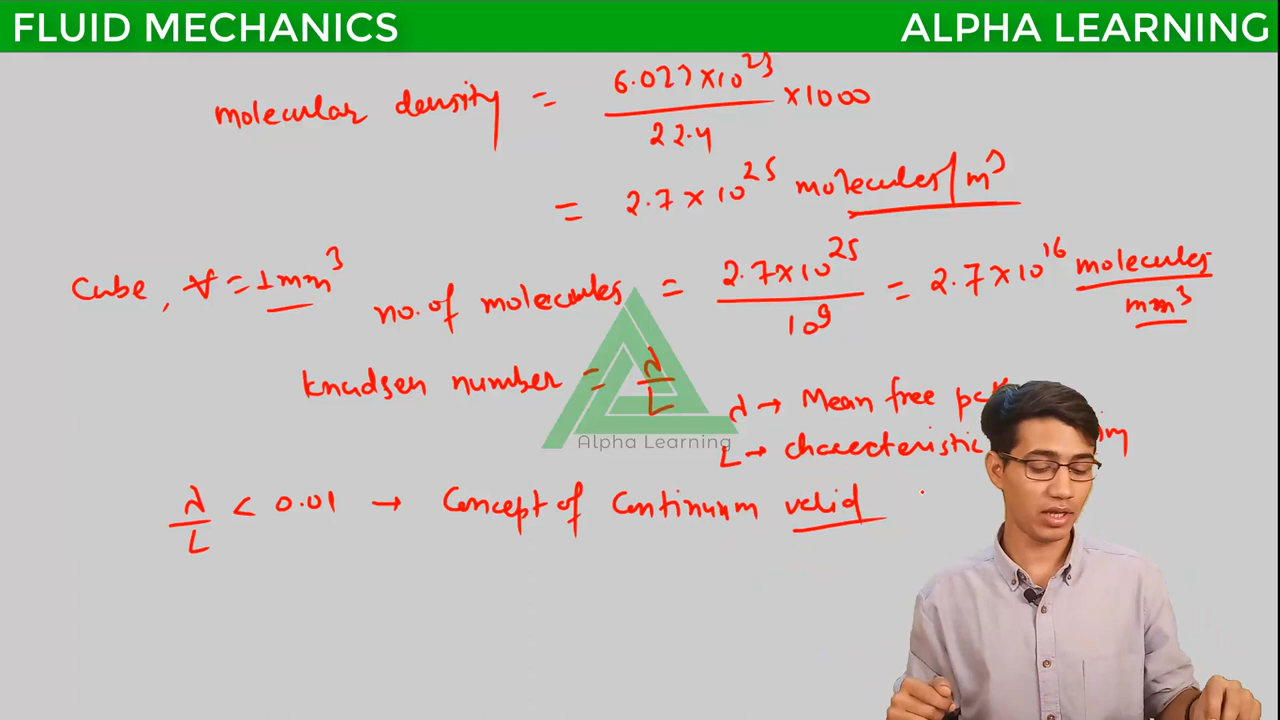 FLUID MECHANICS
ALPHA LEARNING
molecular density = 6.023×10^23 / 22.4 ×1000
= 2.7×10^25 molecules/m^3
Cube, V = 1mm^3
no. of molecules = 2.7×10^25 / 10^9 = 2.7×10^16 molecules / mm^3
Knudsen number = λ/L
λ → Mean free
L → characteristic
Alpha Learning
λ/L < 0.01 → Concept of Continuum valid